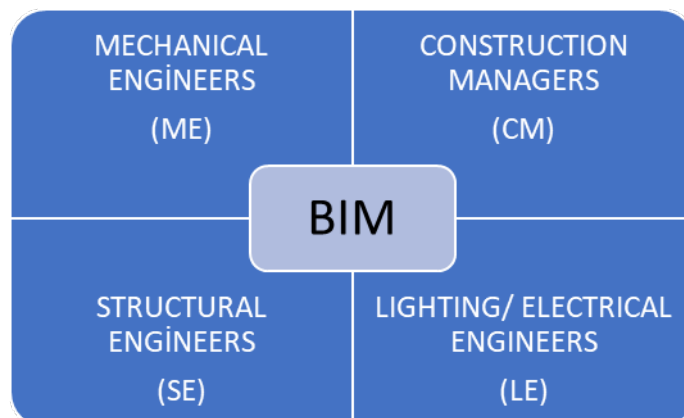 MECHANICAL
ENGİNEERS
(ME)
CONSTRUCTION
MANAGERS
(CM)
BIM
STRUCTURAL
ENGİNEERS
(SE)
LIGHTING/ ELECTRICAL
ENGINEERS
(LE)